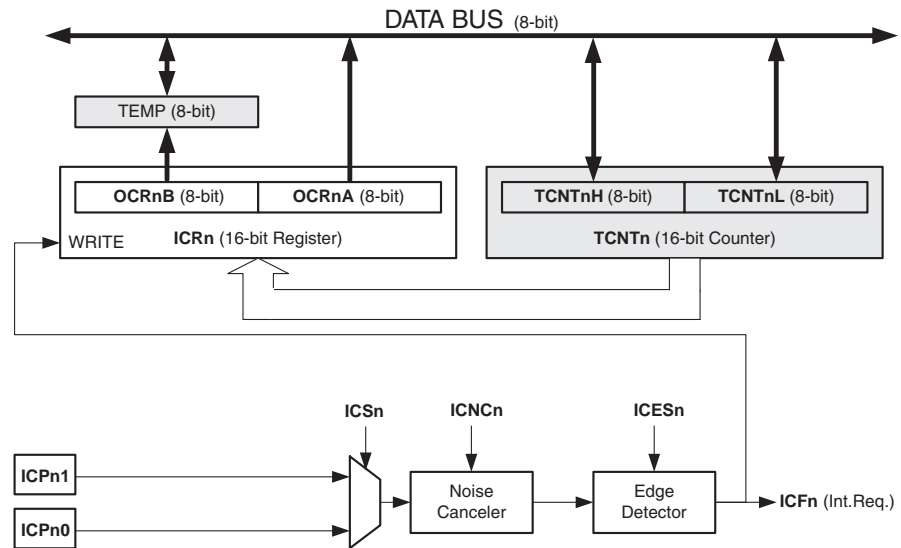 DATA BUS (8-bit)
TEMP (8-bit)
OCRnB (8-bit)
OCRnA (8-bit)
ICRn (16-bit Register)
WRITE
TCNTnH (8-bit)
TCNTnL (8-bit)
TCNTn (16-bit Counter)
ICSn
ICNCn
ICESn
ICPn1
ICPn0
Noise
Canceler
Edge
Detector
ICFn (Int.Req.)